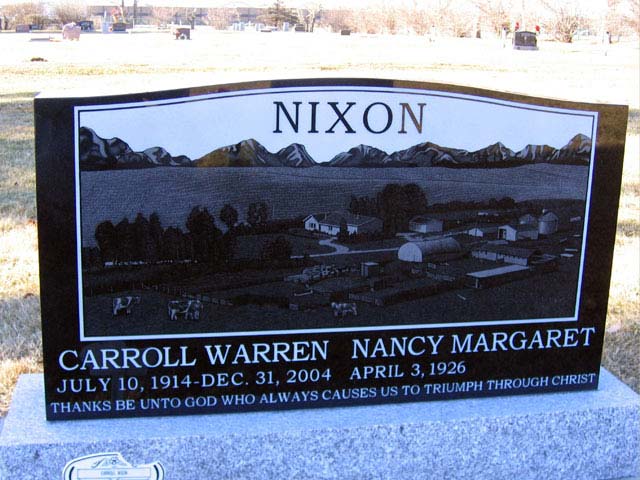 NIXON
CARROLL WARREN NANCY MARGARET
JULY 10, 1914-DEC. 31, 2004 APRIL 3, 1926
THANKS BE UNTO GOD WHO ALWAYS CAUSES US TO TRIUMPH THROUGH CHRIST